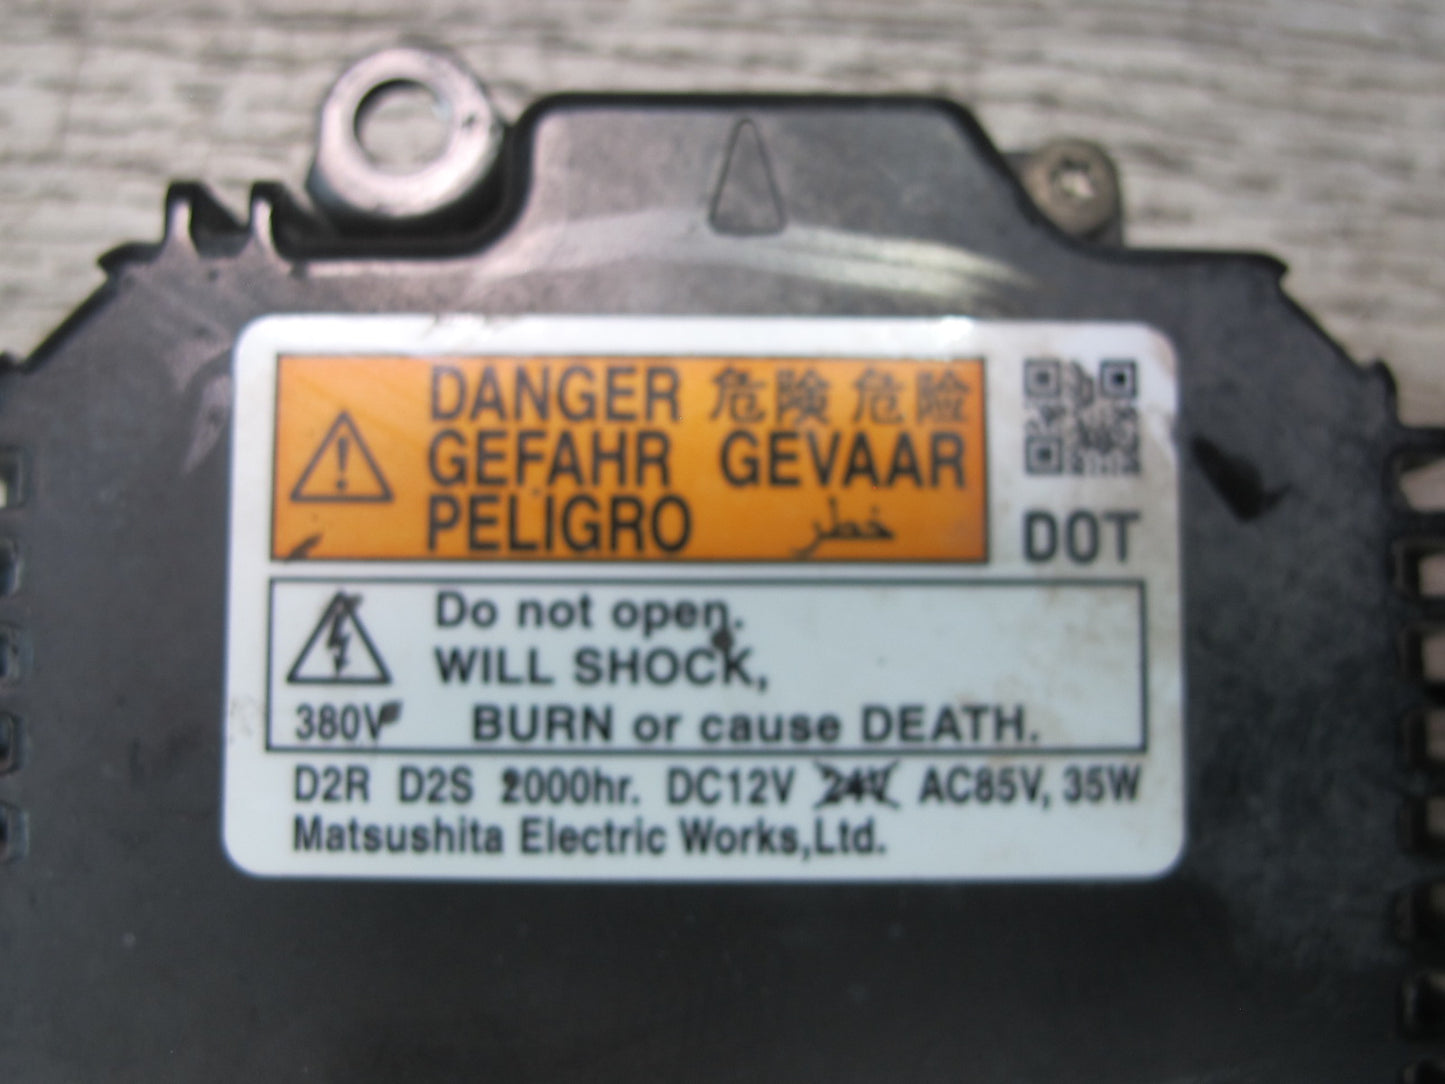 DANGER 危険 危险
GEFAHR GEVAAR
PELIGRO خطر
DOT
Do not open.
WILL SHOCK,
380V BURN or cause DEATH.
D2R D2S 2000hr. DC12V 24V AC85V, 35W
Matsushita Electric Works,Ltd.